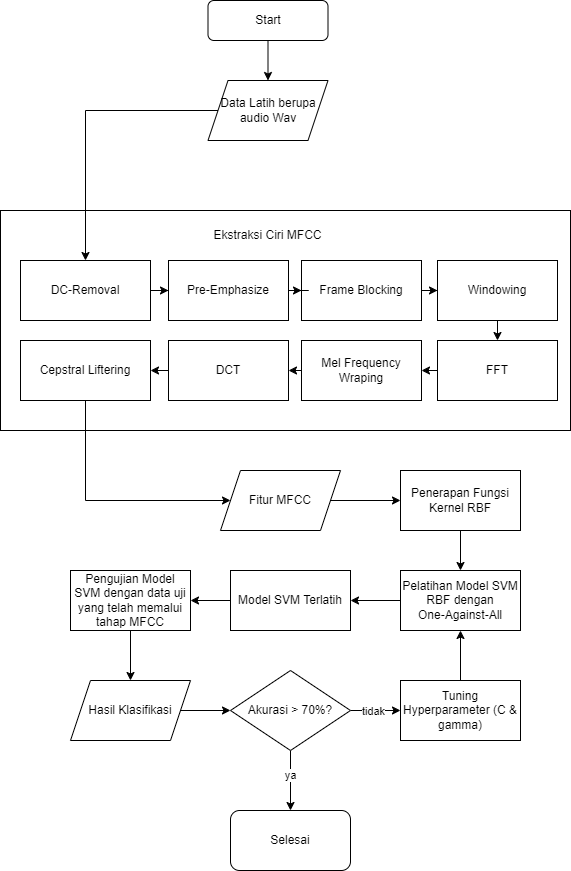 Start
Data Latih berupa
audio Wav
Ekstraksi Ciri MFCC
DC-Removal
Pre-Emphasize
Frame Blocking
Windowing
Cepstral Liftering
DCT
Mel Frequency
Wraping
FFT
Fitur MFCC
Penerapan Fungsi
Kernel RBF
Pengujian Model
SVM dengan data uji
yang telah memalui
tahap MFCC
Model SVM Terlatih
Pelatihan Model SVM
RBF dengan
One-Against-All
Hasil Klasifikasi
Akurasi > 70%?
tidak
Tuning
Hyperparameter (C &
gamma)
ya
Selesai